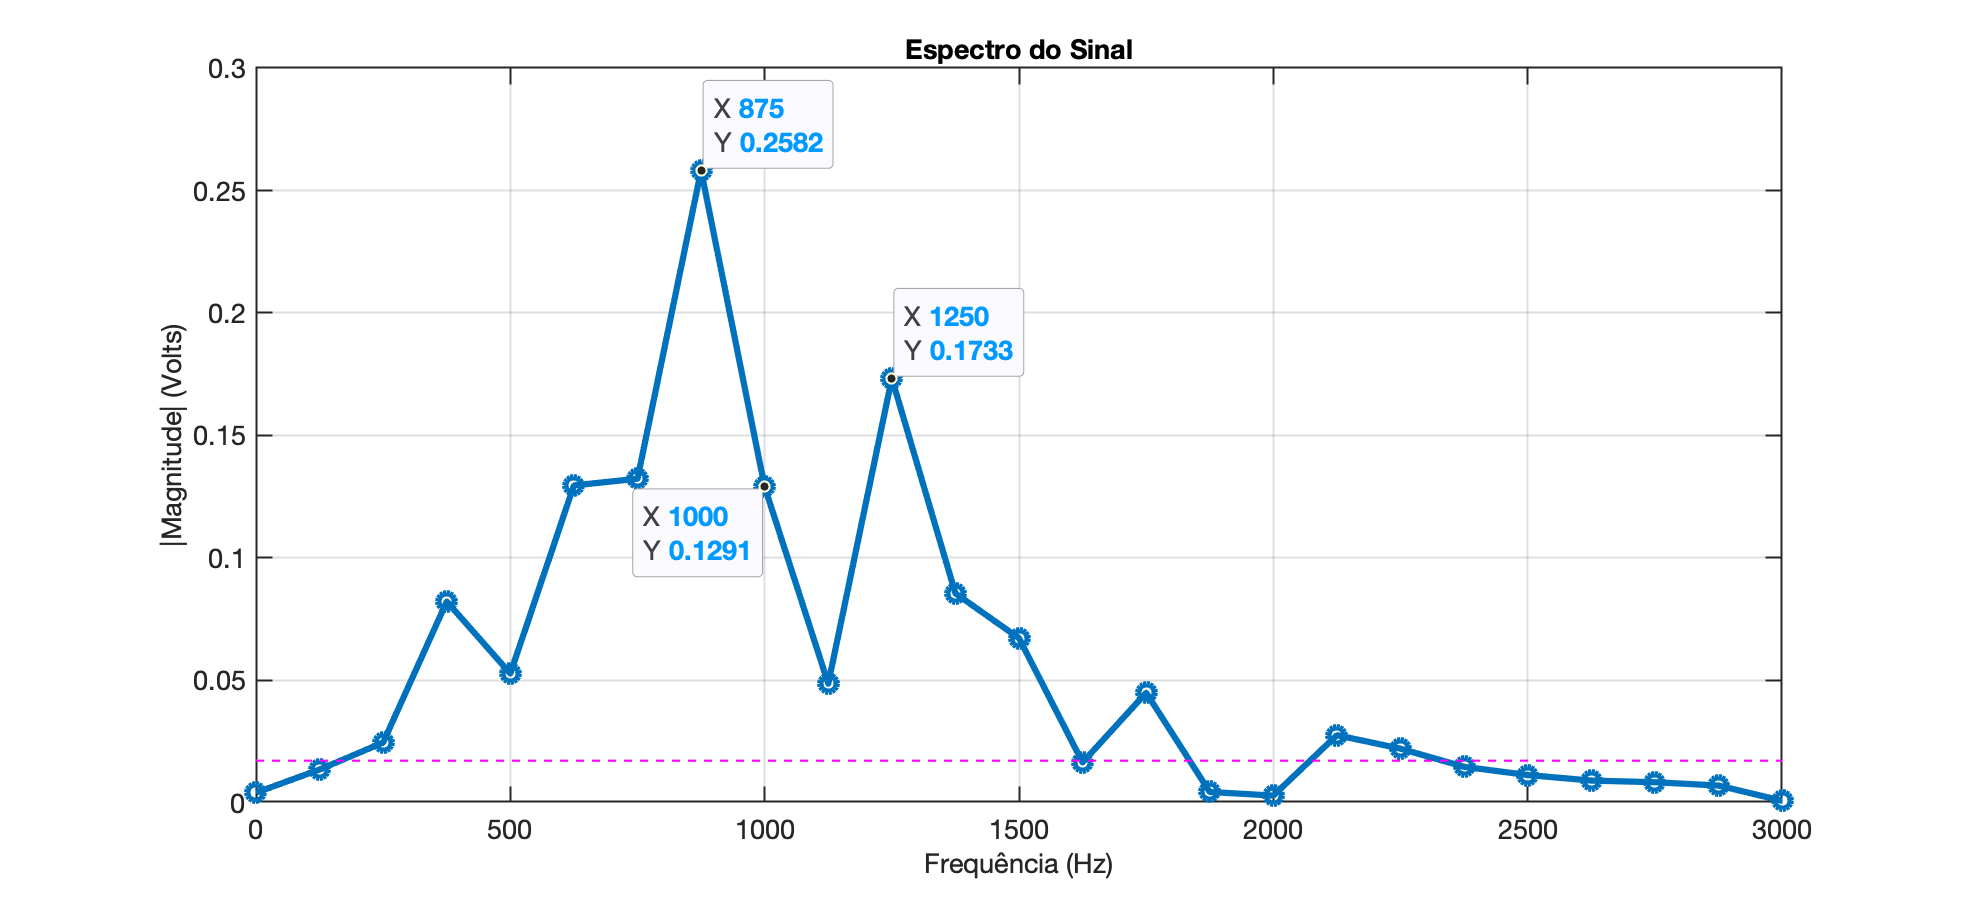 Espectro do Sinal
0.3
0.25
0.2
0.15
0.1
0.05
0
|Magnitude| (Volts)
X 875
Y 0.2582
X 1250
Y 0.1733
X 1000
Y 0.1291
0 500 1000 1500 2000 2500 3000
Frequência (Hz)